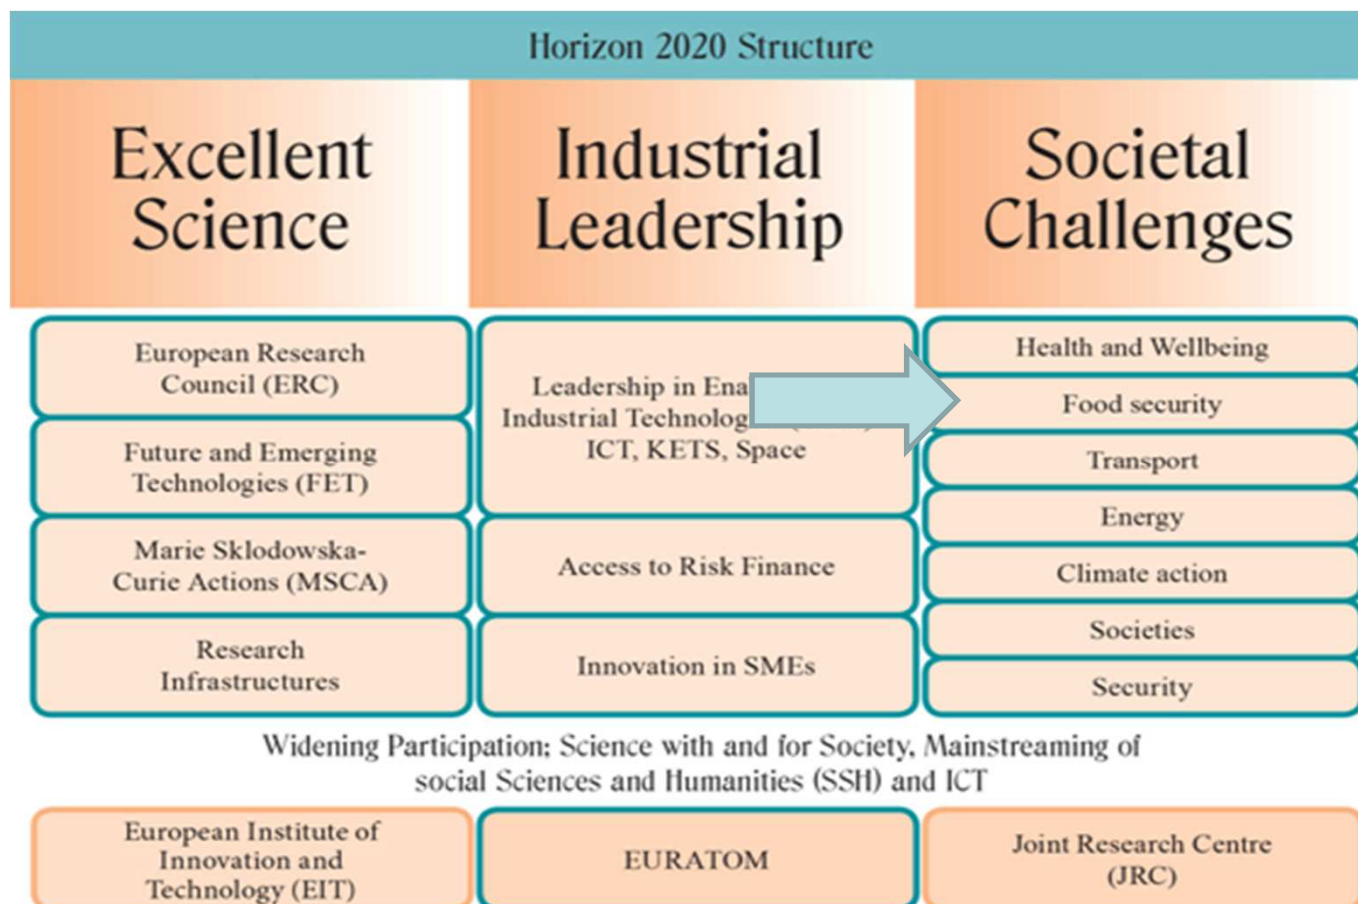 Horizon 2020 Structure
Excellent
Science
Industrial
Leadership
Societal
Challenges
European Research
Council (ERC)
Future and Emerging
Technologies (FET)
Marie Sklodowska-
Curie Actions (MSCA)
Research
Infrastructures
Leadership in
Industrial
ICT, KETS, Space
Access to Risk Finance
Innovation in SMEs
Health and Wellbeing
Food security
Transport
Energy
Climate action
Societies
Security
Widening Participation; Science with and for Society, Mainstreaming of
social Sciences and Humanities (SSH) and ICT
European Institute of
Innovation and
Technology (EIT)
EURATOM
Joint Research Centre
(JRC)